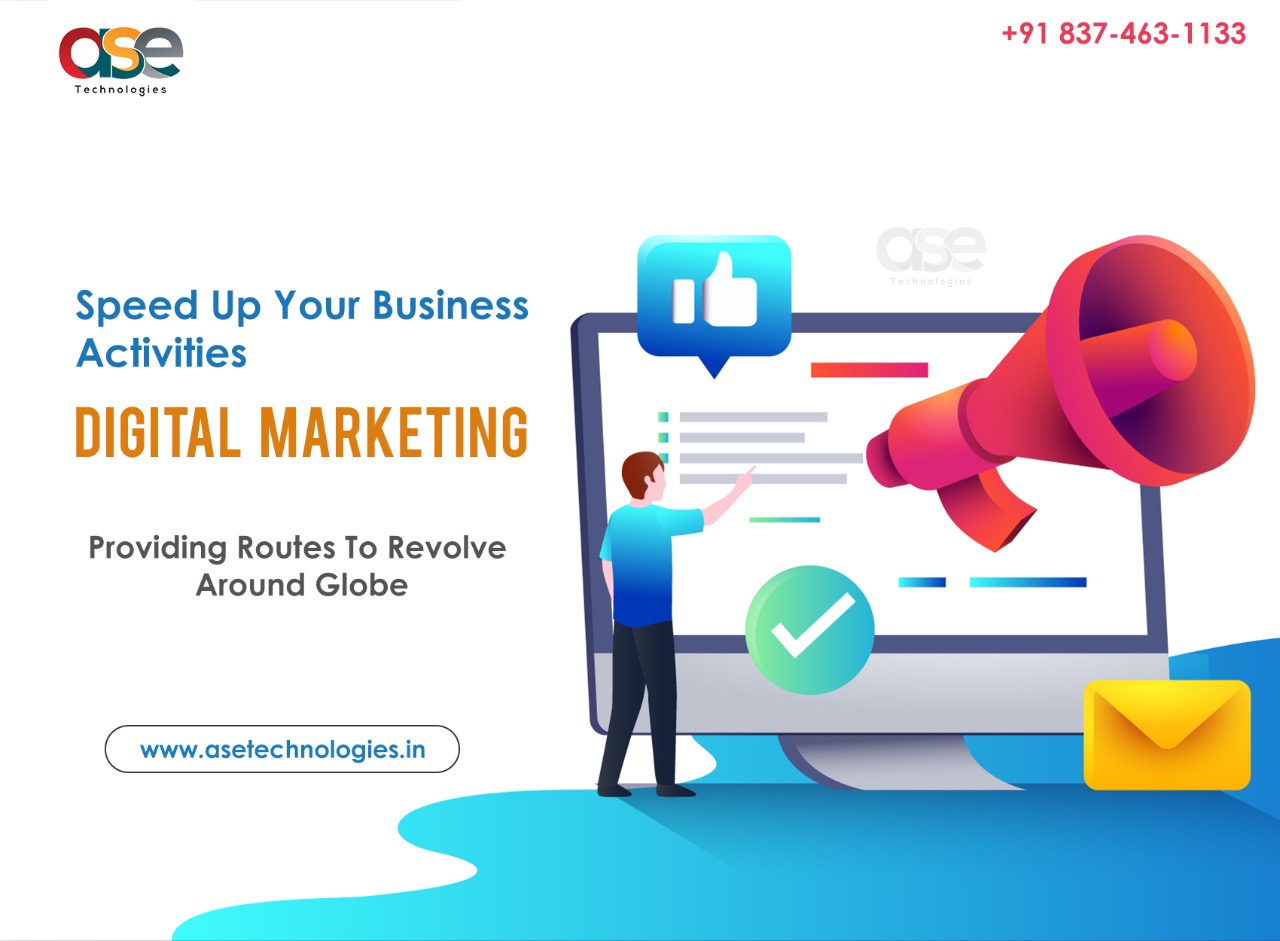 ase
Technologies
+91 837-463-1133
ase
Technologies
Speed Up Your Business
Activities
DIGITAL MARKETING
Providing Routes To Revolve
Around Globe
www.asetechnologies.in